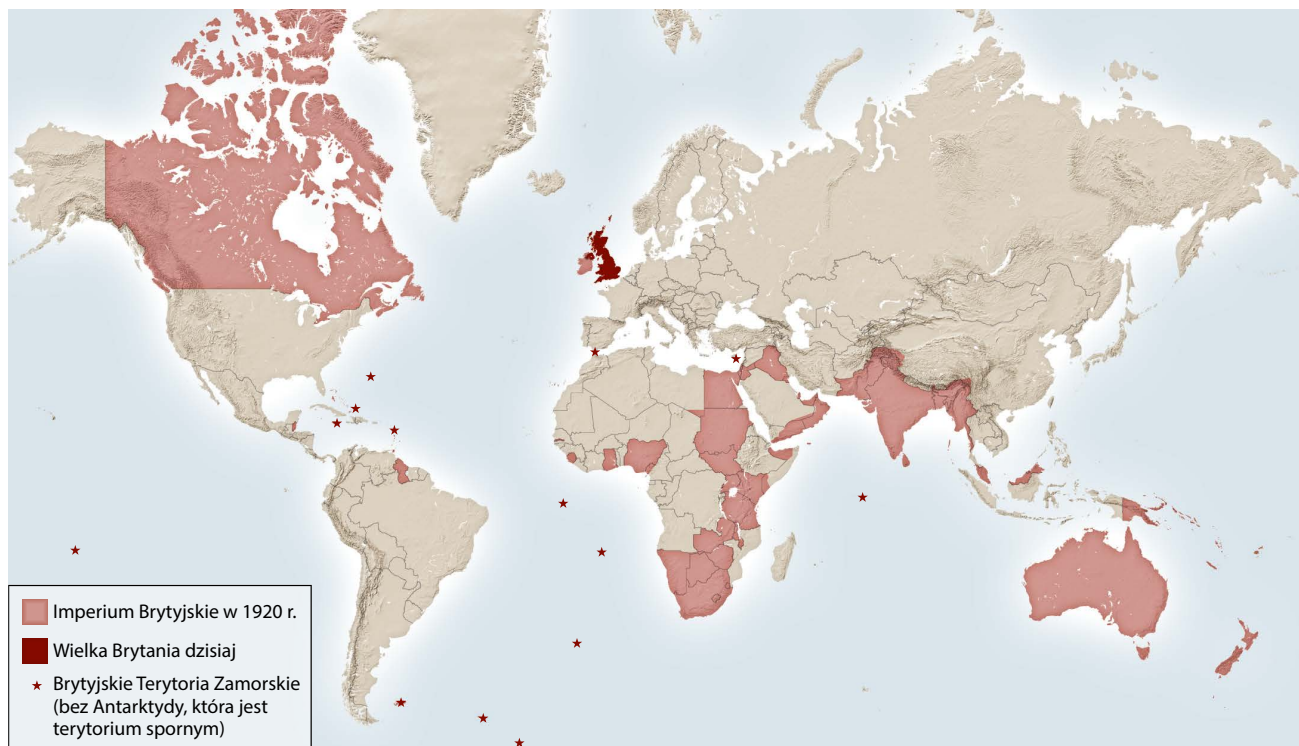 Imperium Brytyjskie w 1920 r.
Wielka Brytania dzisiaj
Brytyjskie Terytoria Zamorskie
(bez Antarktydy, która jest
terytorium spornym)